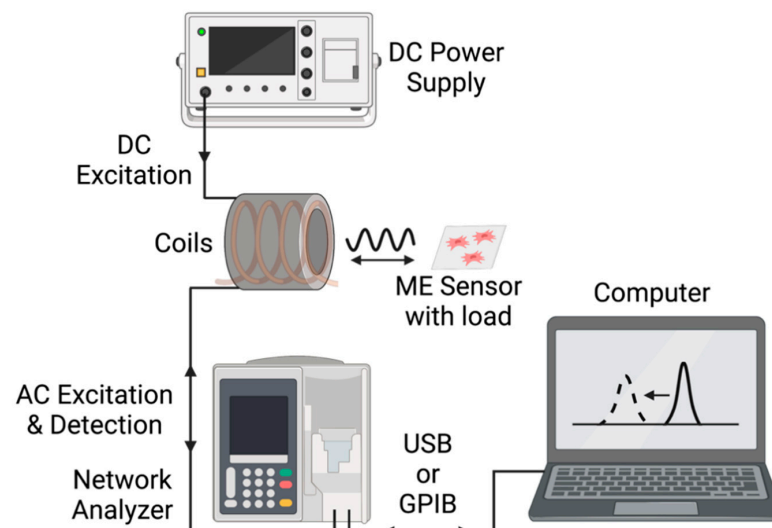 DC Power
Supply
DC
Excitation
Coils
ME Sensor
with load
Computer
AC Excitation
& Detection
USB
or
GPIB
Network
Analyzer